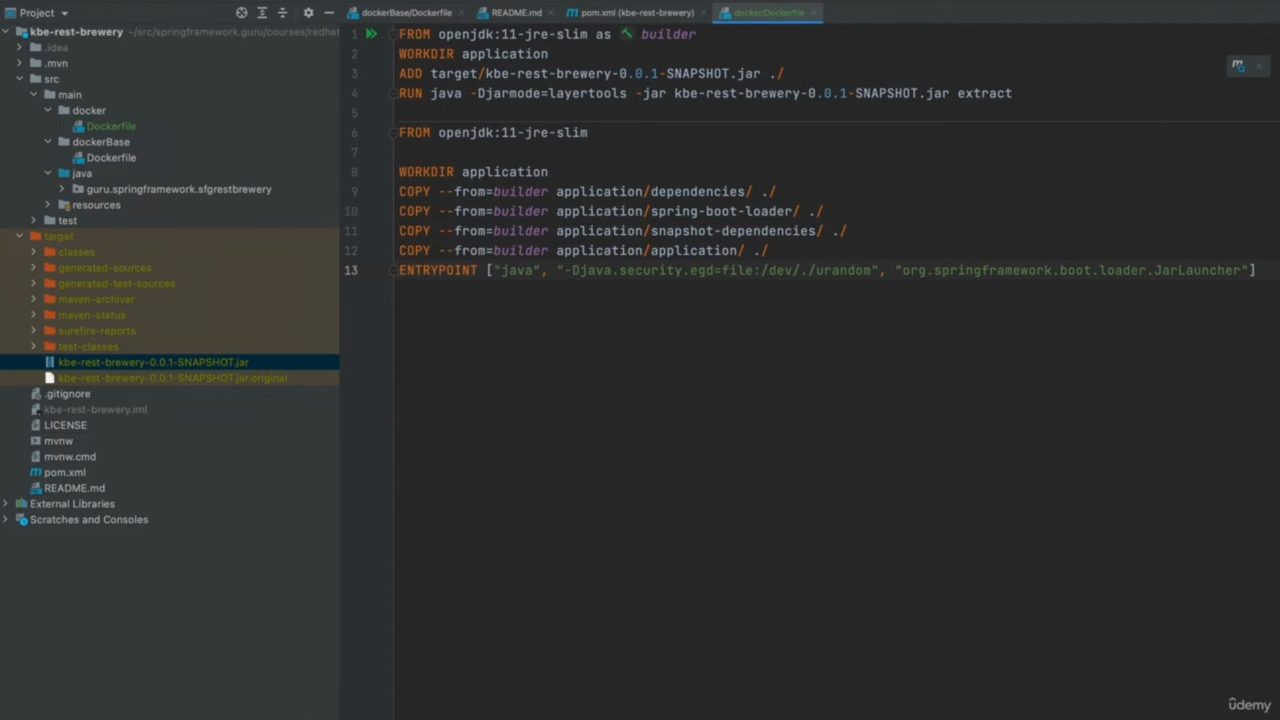 Project
dockerBase/Dockerfile
README.md
pom.xml (kbe-rest-brewery)
docker/Dockerfile
kbe-rest-brewery ~/src/springframework.guru/courses/redhat
.idea
.mvn
src
main
docker
Dockerfile
dockerBase
Dockerfile
java
guru.springframework.sfgrestbrewery
resources
test
target
classes
generated-sources
generated-test-sources
maven-archiver
maven-status
surefire-reports
test-classes
kbe-rest-brewery-0.0.1-SNAPSHOT.jar
kbe-rest-brewery-0.0.1-SNAPSHOT.jar.original
.gitignore
kbe-rest-brewery.iml
LICENSE
mvnw
mvnw.cmd
pom.xml
README.md
External Libraries
Scratches and Consoles
1 FROM openjdk:11-jre-slim as builder
2 WORKDIR application
3 ADD target/kbe-rest-brewery-0.0.1-SNAPSHOT.jar ./
4 RUN java -Djarmode=layertools -jar kbe-rest-brewery-0.0.1-SNAPSHOT.jar extract
5
6 FROM openjdk:11-jre-slim
7
8 WORKDIR application
9 COPY --from=builder application/dependencies/ ./
10 COPY --from=builder application/spring-boot-loader/ ./
11 COPY --from=builder application/snapshot-dependencies/ ./
12 COPY --from=builder application/application/ ./
13 ENTRYPOINT ["java", "-Djava.security.egd=file:/dev/./urandom", "org.springframework.boot.loader.JarLauncher"]
udemy